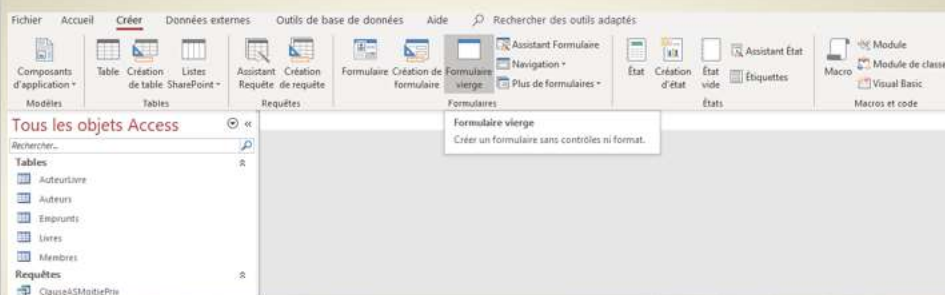 Fichier Accueil Créer Données externes Outils de base de données Aide Rechercher des outils adaptés
Composants d'application
Table
Création de table
Listes SharePoint
Assistant Requête
Création de requête
Formulaire
Création de formulaire
Formulaire vierge
Assistant Formulaire
Navigation
Plus de formulaires
État
Création d'état
État vide
Assistant État
Étiquettes
Macro
Module
Module de classe
Visual Basic
Modèles Tables Requêtes Formulaires États Macros et code
Tous les objets Access
Rechercher...
Tables
AuteurLivre
Auteurs
Emprunts
Livres
Membres
Requêtes
ClauseASMoitiePrix
Formulaire vierge
Créer un formulaire sans contrôles ni format.